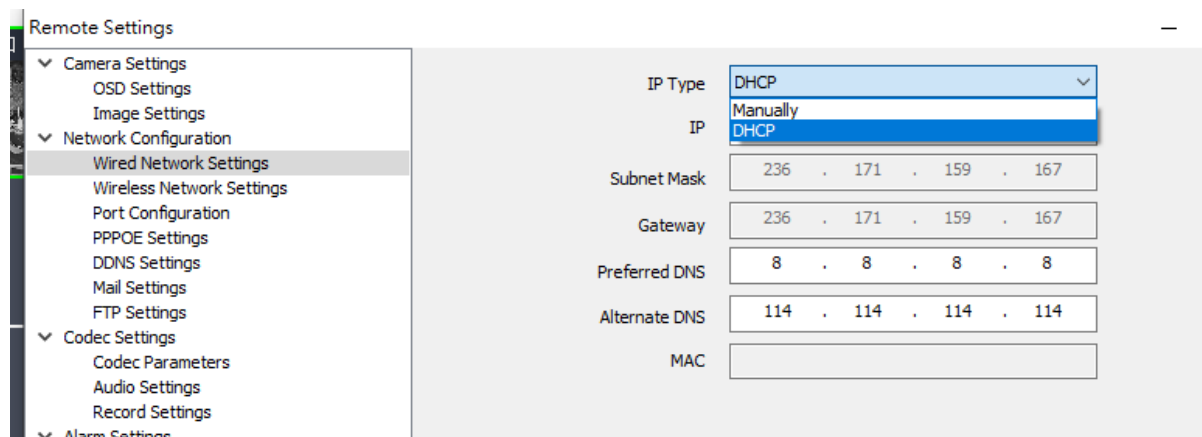 Remote Settings
Camera Settings
OSD Settings
Image Settings
Network Configuration
Wired Network Settings
Wireless Network Settings
Port Configuration
PPPOE Settings
DDNS Settings
Mail Settings
FTP Settings
Codec Settings
Codec Parameters
Audio Settings
Record Settings
Alarm Settings
IP Type DHCP
Manually
IP DHCP
Subnet Mask 236 . 171 . 159 . 167
Gateway 236 . 171 . 159 . 167
Preferred DNS 8 . 8 . 8 . 8
Alternate DNS 114 . 114 . 114 . 114
MAC